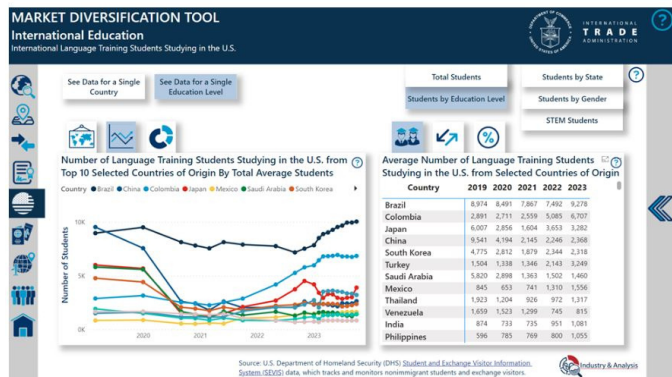 MARKET DIVERSIFICATION TOOL
International Education
International Language Training Students Studying in the U.S.
INTERNATIONAL
TRADE
ADMINISTRATION
?
See Data for a Single
Country
See Data for a Single
Education Level
Total Students
Students by State
?
Students by Education Level
Students by Gender
STEM Students
Number of Language Training Students Studying in the U.S. from
Top 10 Selected Countries of Origin By Total Average Students
?
Country Brazil China Colombia Japan Mexico Saudi Arabia South Korea
Number of Students
10K
5K
0K
2020 2021 2022 2023
%
Average Number of Language Training Students
Studying in the U.S. from Selected Countries of Origin
?
Country 2019 2020 2021 2022 2023
Brazil 8,974 8,491 7,867 7,492 9,278
Colombia 2,891 2,711 2,559 5,085 6,707
Japan 6,007 2,856 1,604 3,653 3,282
China 9,541 4,194 2,145 2,246 2,368
South Korea 4,775 2,812 1,879 2,344 2,318
Turkey 1,504 1,338 1,346 2,143 3,249
Saudi Arabia 5,820 2,898 1,363 1,502 1,460
Mexico 845 653 741 1,310 1,556
Thailand 1,923 1,204 926 972 1,317
Venezuela 1,659 1,523 1,299 745 815
India 874 733 735 951 1,081
Philippines 596 785 769 800 1,055
Source: U.S. Department of Homeland Security (DHS) Student and Exchange Visitor Information
System (SEVIS) data, which tracks and monitors nonimmigrant students and exchange visitors.
Industry & Analysis